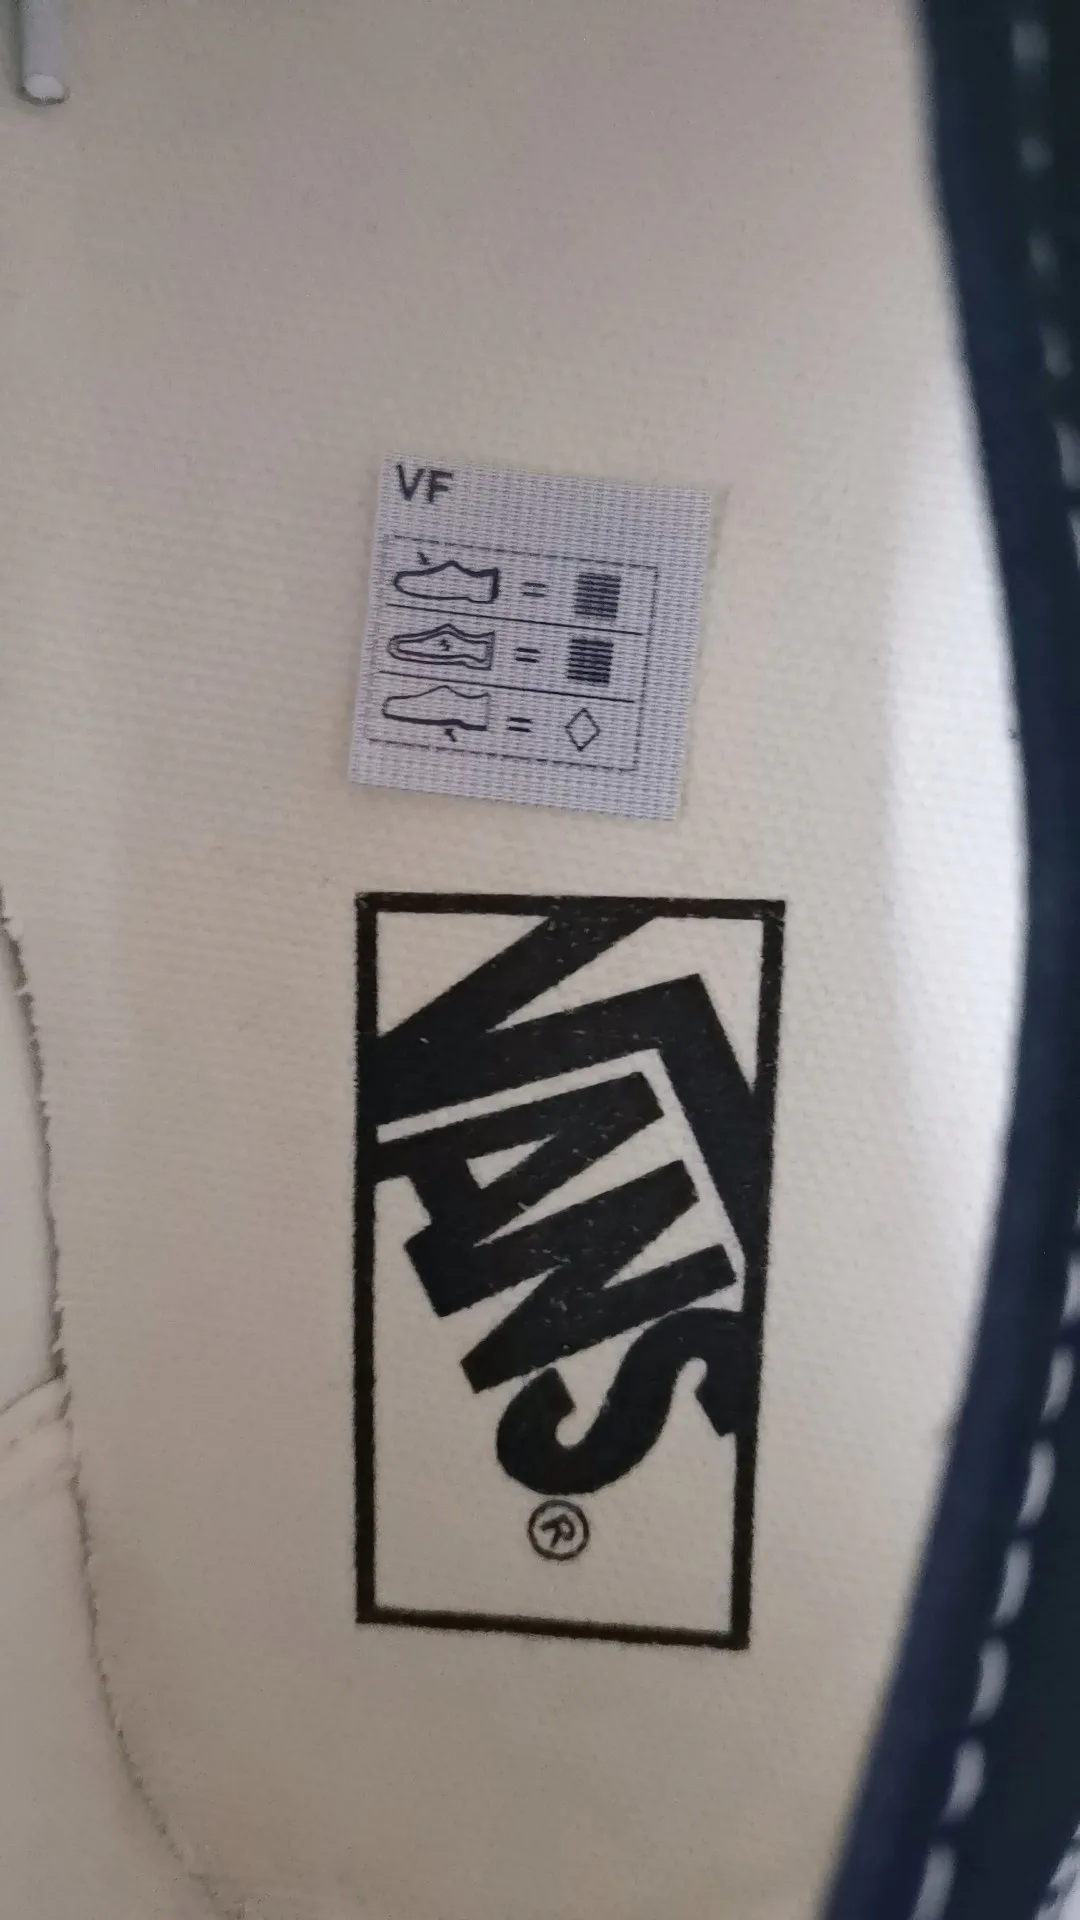 VF
=
=
=
VANS
®